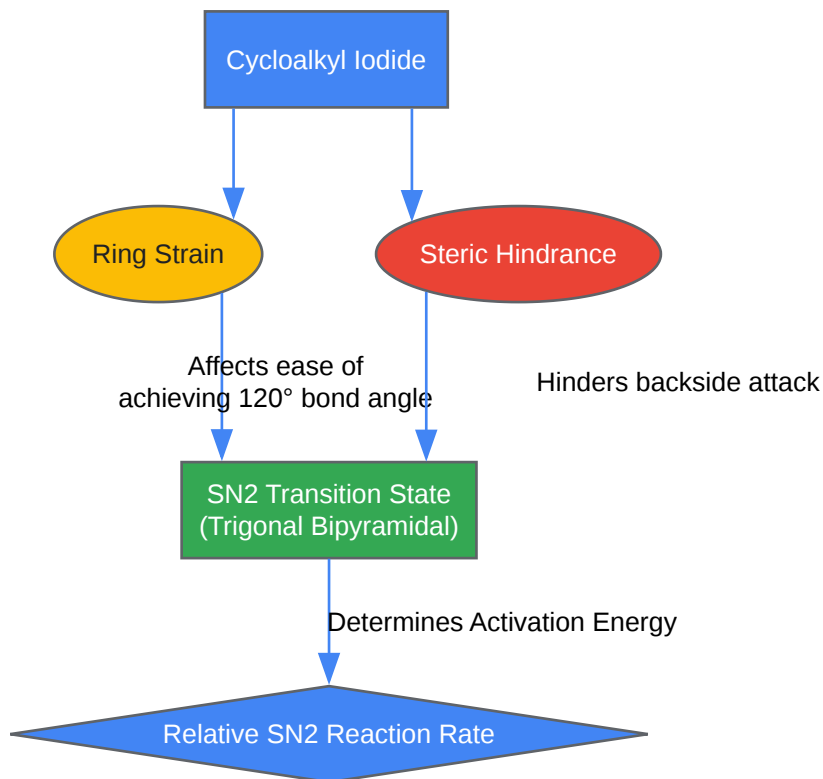 Cycloalkyl Iodide
Ring Strain
Steric Hindrance
Affects ease of
achieving 120° bond angle
Hinders backside attack
SN2 Transition State
(Trigonal Bipyramidal)
Determines Activation Energy
Relative SN2 Reaction Rate